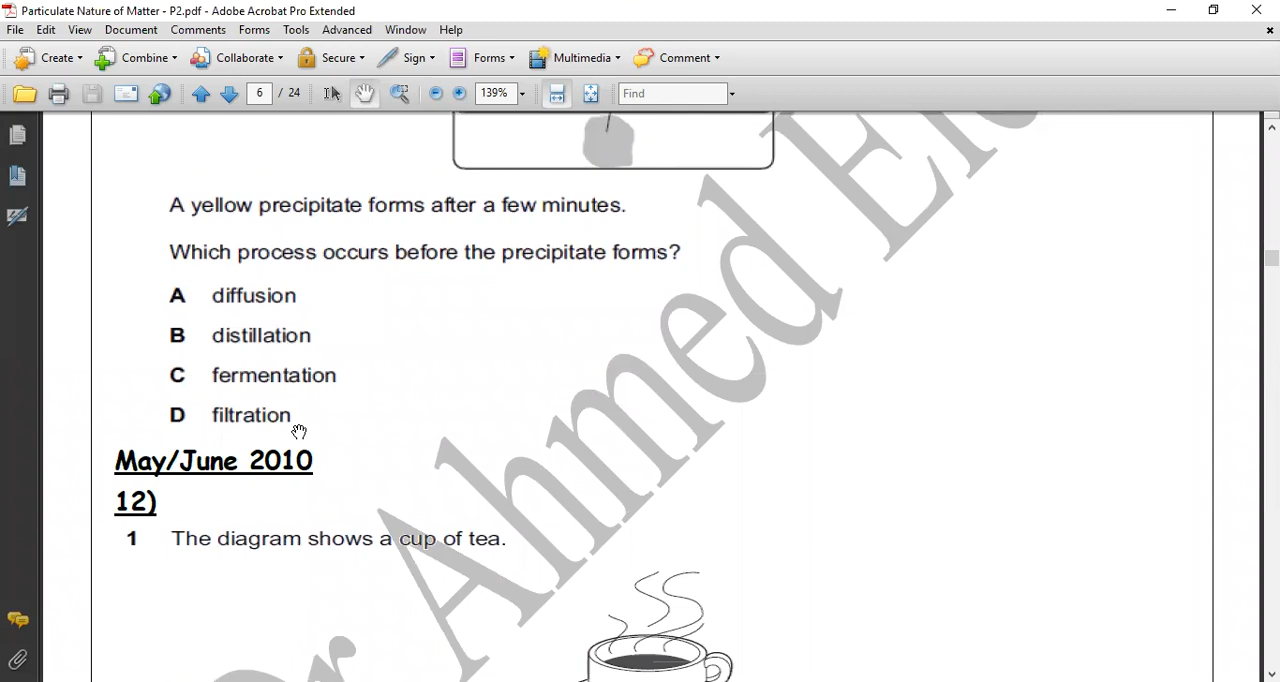 Particulate Nature of Matter - P2.pdf - Adobe Acrobat Pro Extended
File Edit View Document Comments Forms Tools Advanced Window Help
Create Combine Collaborate Secure Sign Forms Multimedia Comment
6 / 24 139% Find
A yellow precipitate forms after a few minutes.
Which process occurs before the precipitate forms?
A diffusion
B distillation
C fermentation
D filtration
May/June 2010
12)
1 The diagram shows a cup of tea.
Dr Ahmed